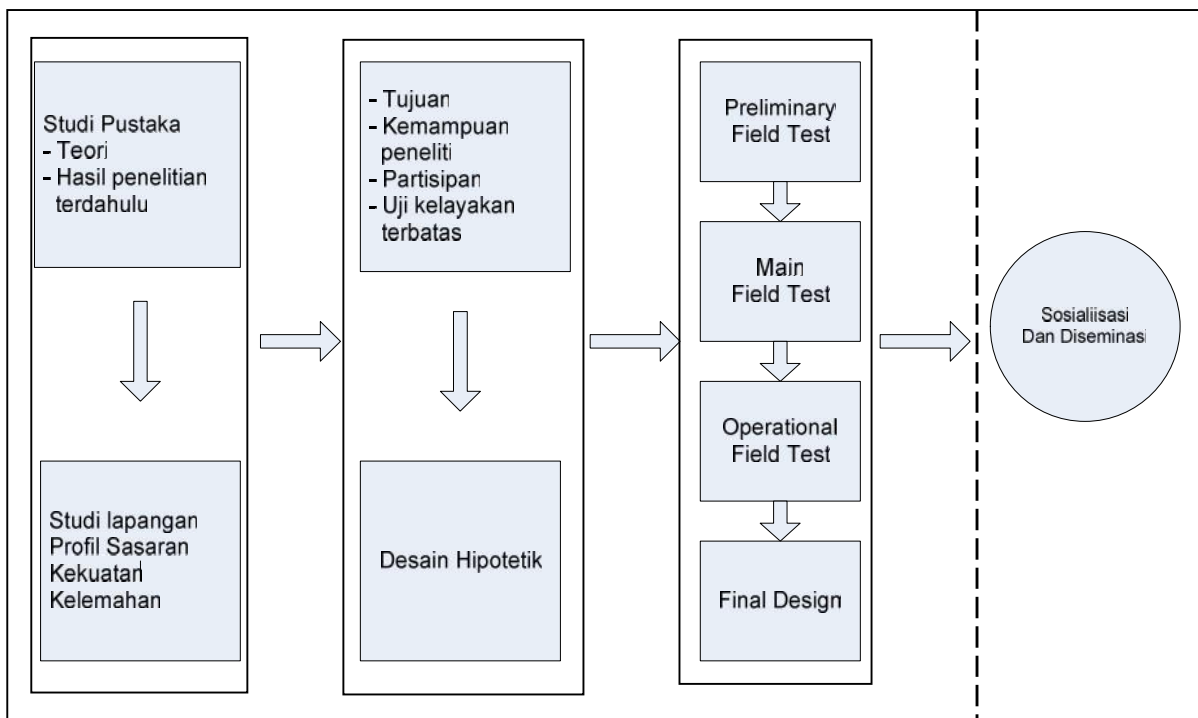 Studi Pustaka
- Teori
- Hasil penelitian
terdahulu
Studi lapangan
Profil Sasaran
Kekuatan
Kelemahan
- Tujuan
- Kemampuan
peneliti
- Partisipan
- Uji kelayakan
terbatas
Desain Hipotetik
Preliminary
Field Test
Main
Field Test
Operational
Field Test
Final Design
Sosialiisasi
Dan Diseminasi